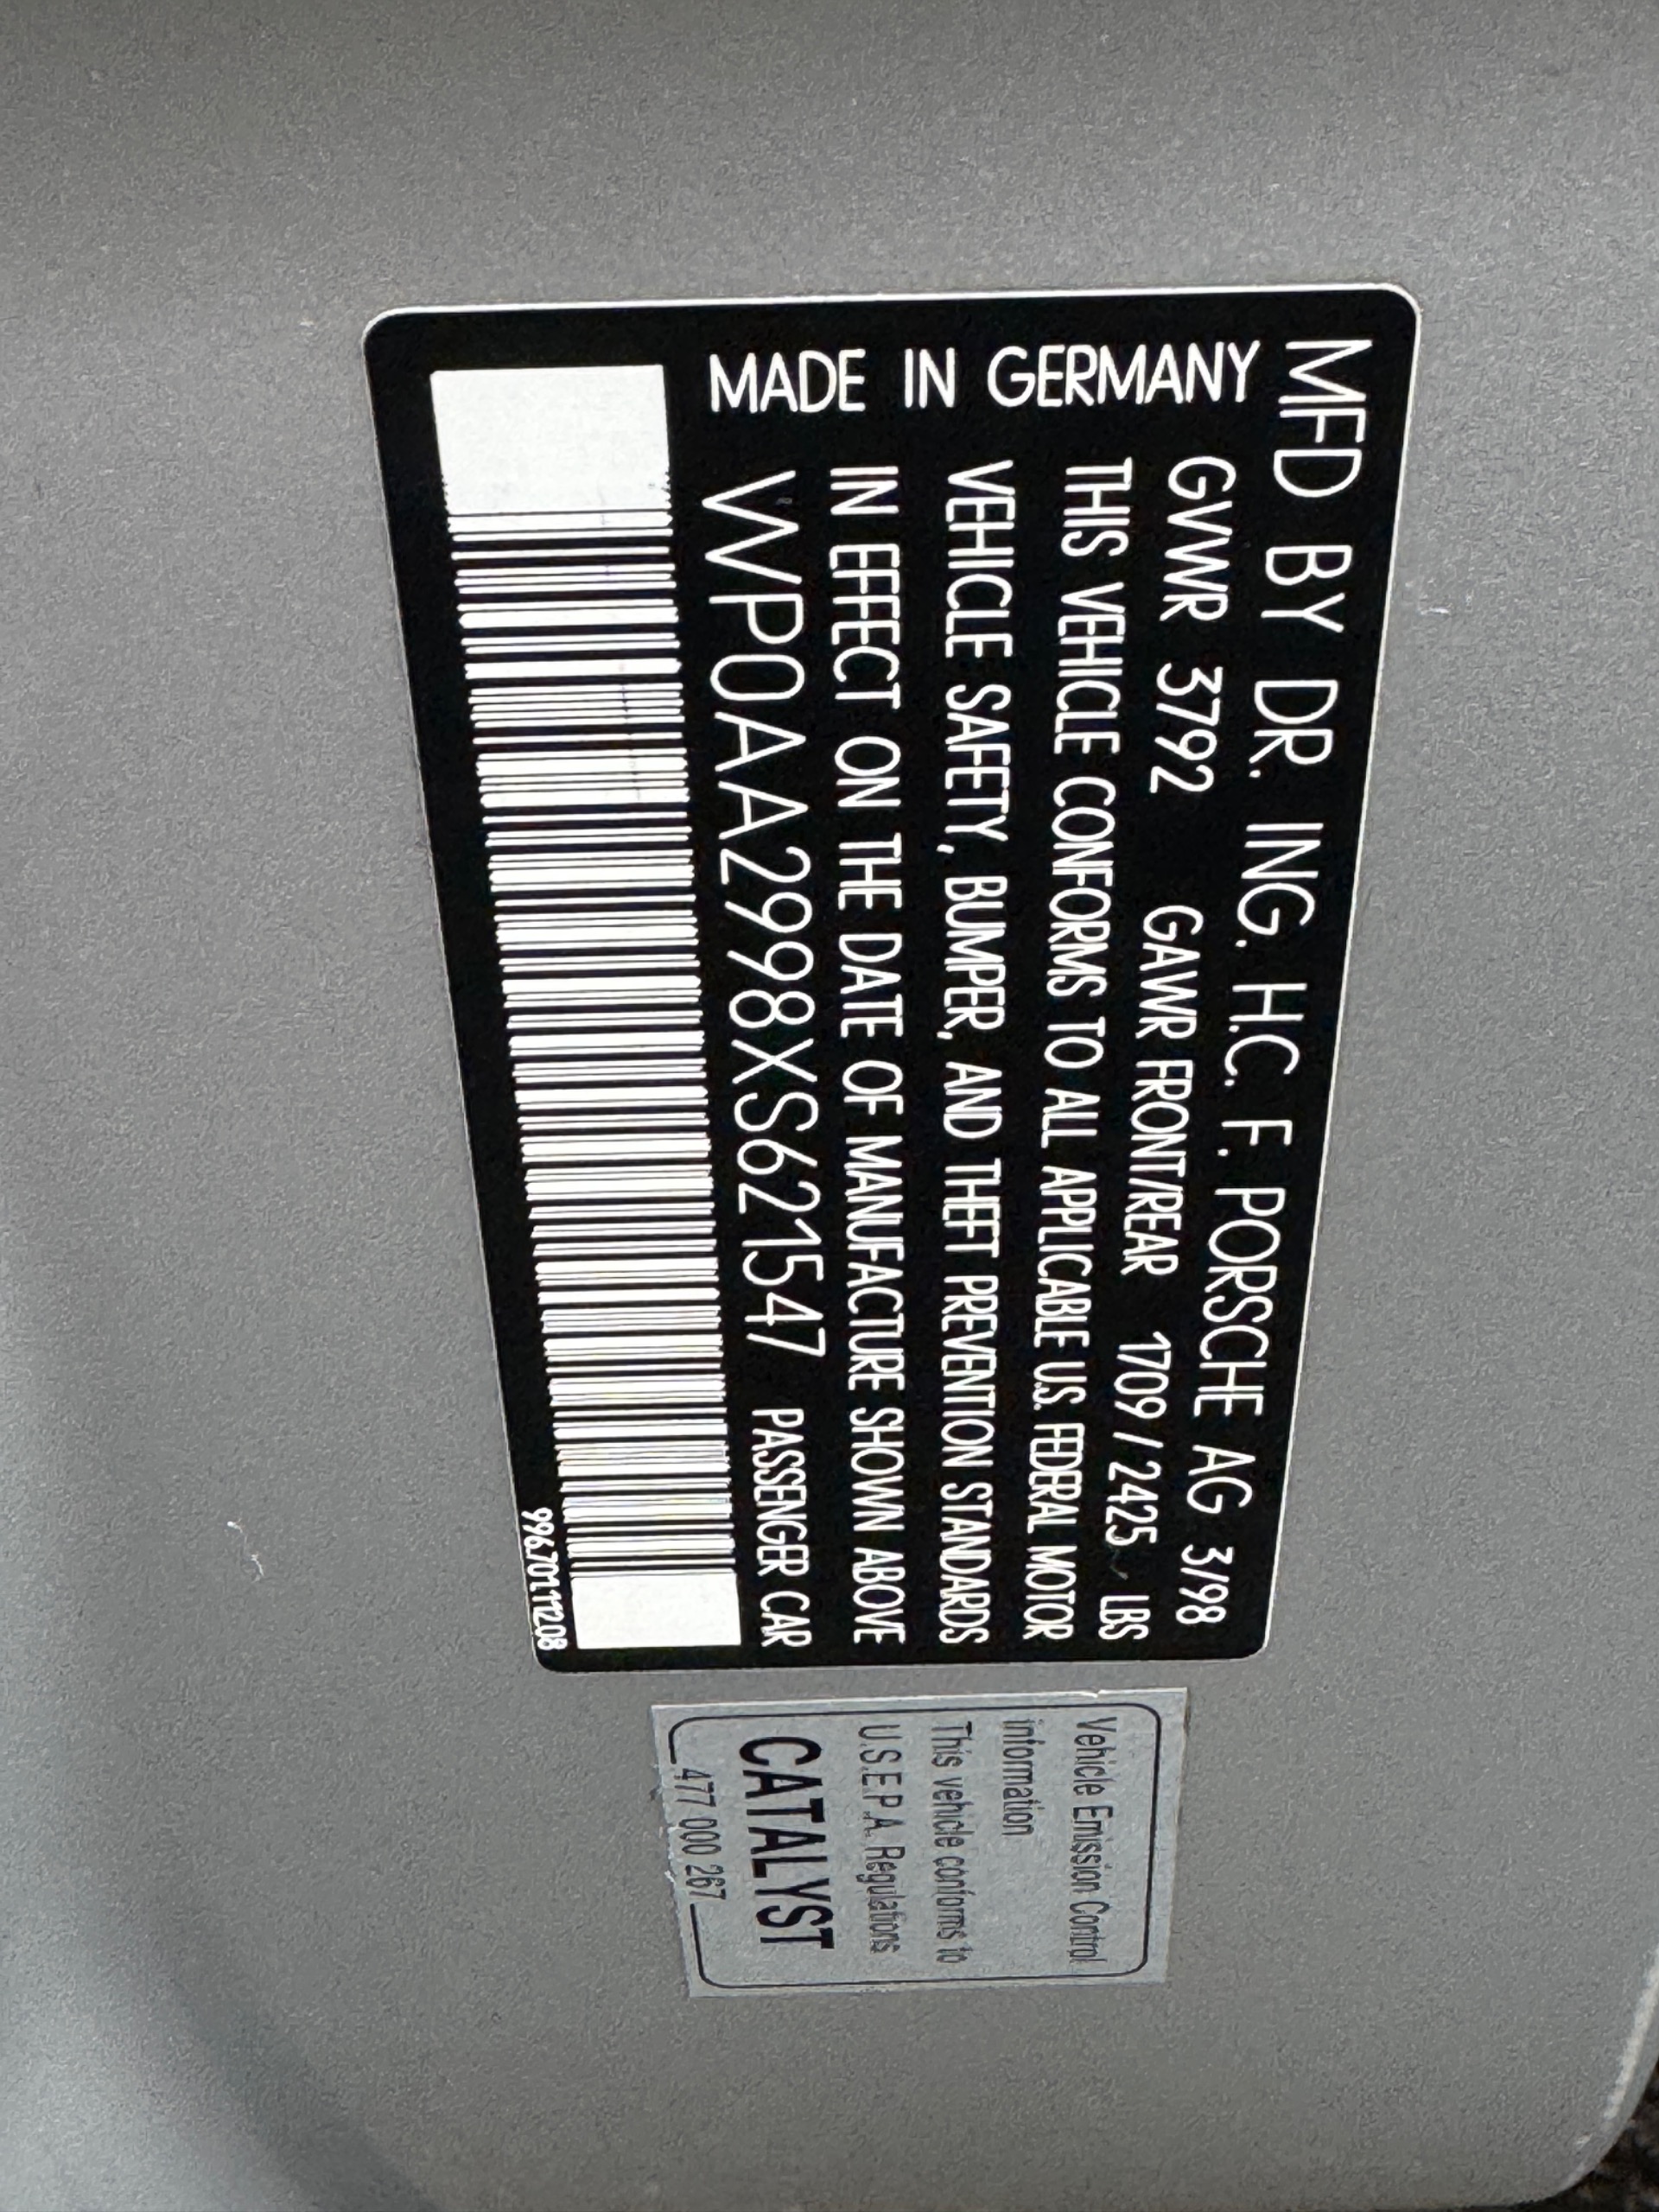 MFD BY DR. ING. H.C. F. PORSCHE AG 3/98
GVWR 3792 GAWR FRONT/REAR 1709 / 2425 LBS
THIS VEHICLE CONFORMS TO ALL APPLICABLE U.S. FEDERAL MOTOR
VEHICLE SAFETY, BUMPER, AND THEFT PREVENTION STANDARDS
IN EFFECT ON THE DATE OF MANUFACTURE SHOWN ABOVE
WP0AA2998XS621547 PASSENGER CAR
MADE IN GERMANY
996.701.112.08
Vehicle Emission Control
information
This vehicle conforms to
U.S.E.P.A. Regulations
CATALYST
477 000 267